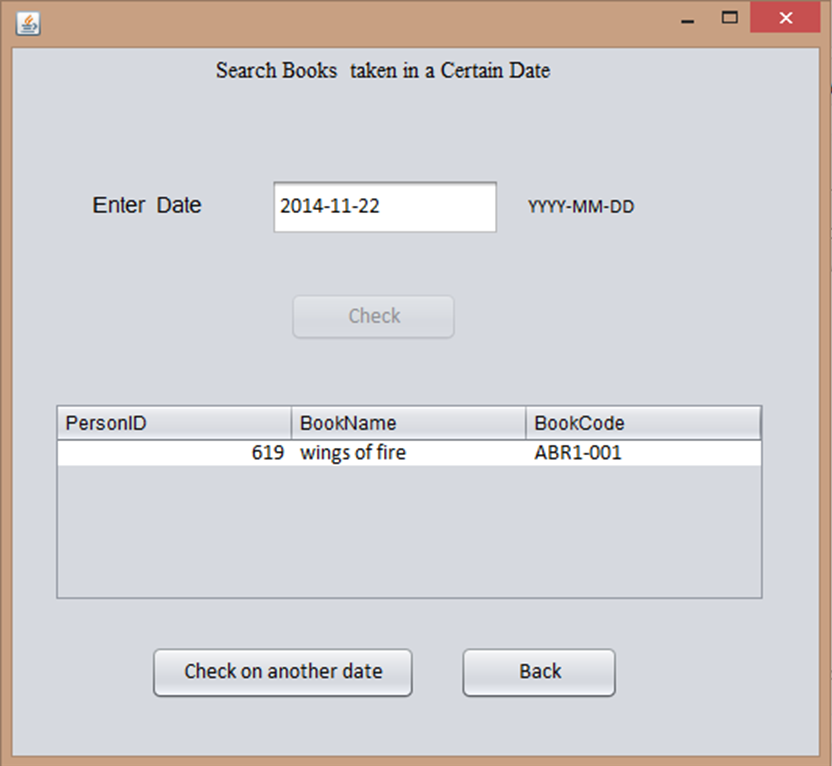 Search Books  taken in a Certain Date
Enter  Date 2014-11-22 YYYY-MM-DD
Check
PersonID BookName BookCode
619 wings of fire ABR1-001
Check on another date Back